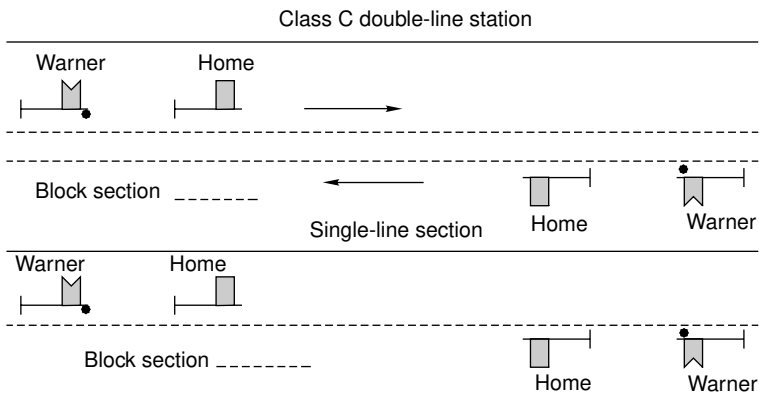 Class C double-line station
Warner Home
Block section
Home Warner
Single-line section
Warner Home
Block section
Home Warner